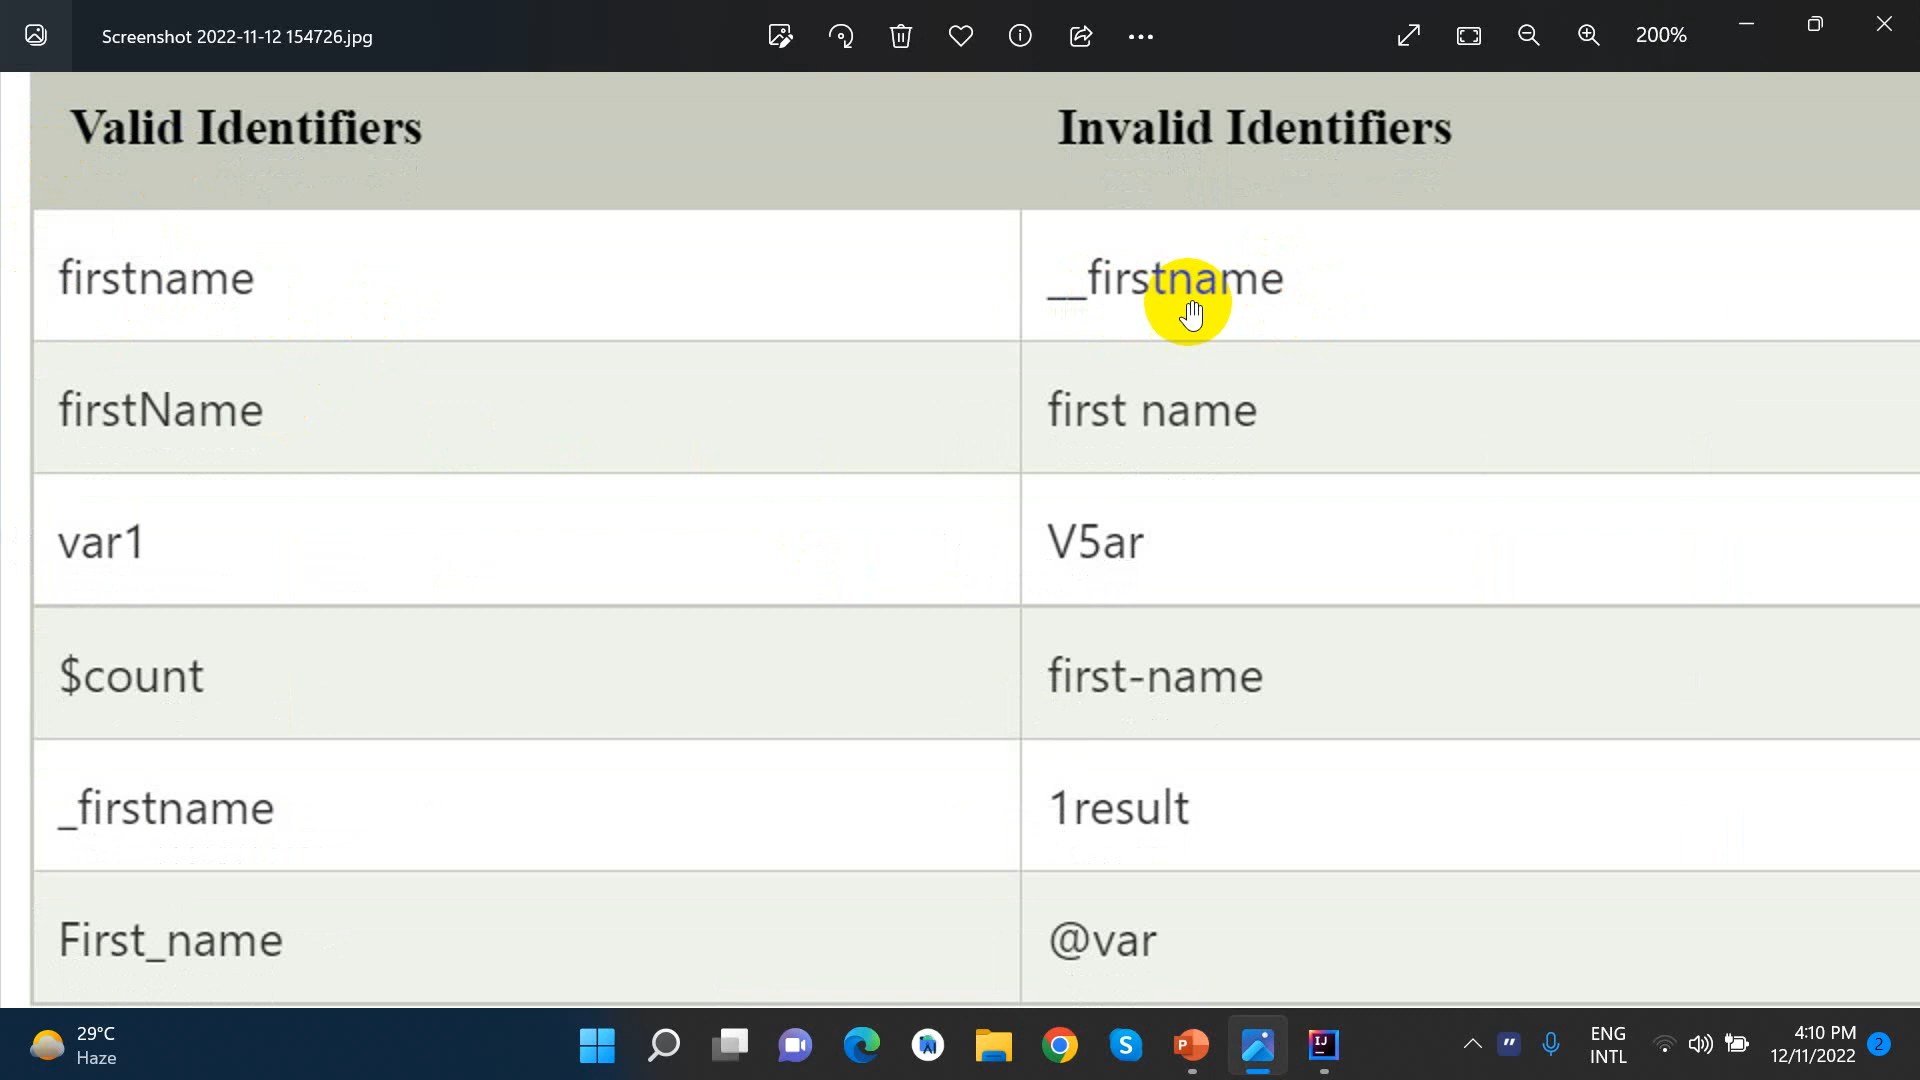 Screenshot 2022-11-12 154726.jpg
200%
Valid Identifiers
Invalid Identifiers
firstname
__firstname
firstName
first name
var1
V5ar
$count
first-name
_firstname
1result
First_name
@var
29°C
Haze
P
IJ
S
ENG
INTL
4:10 PM
12/11/2022
2